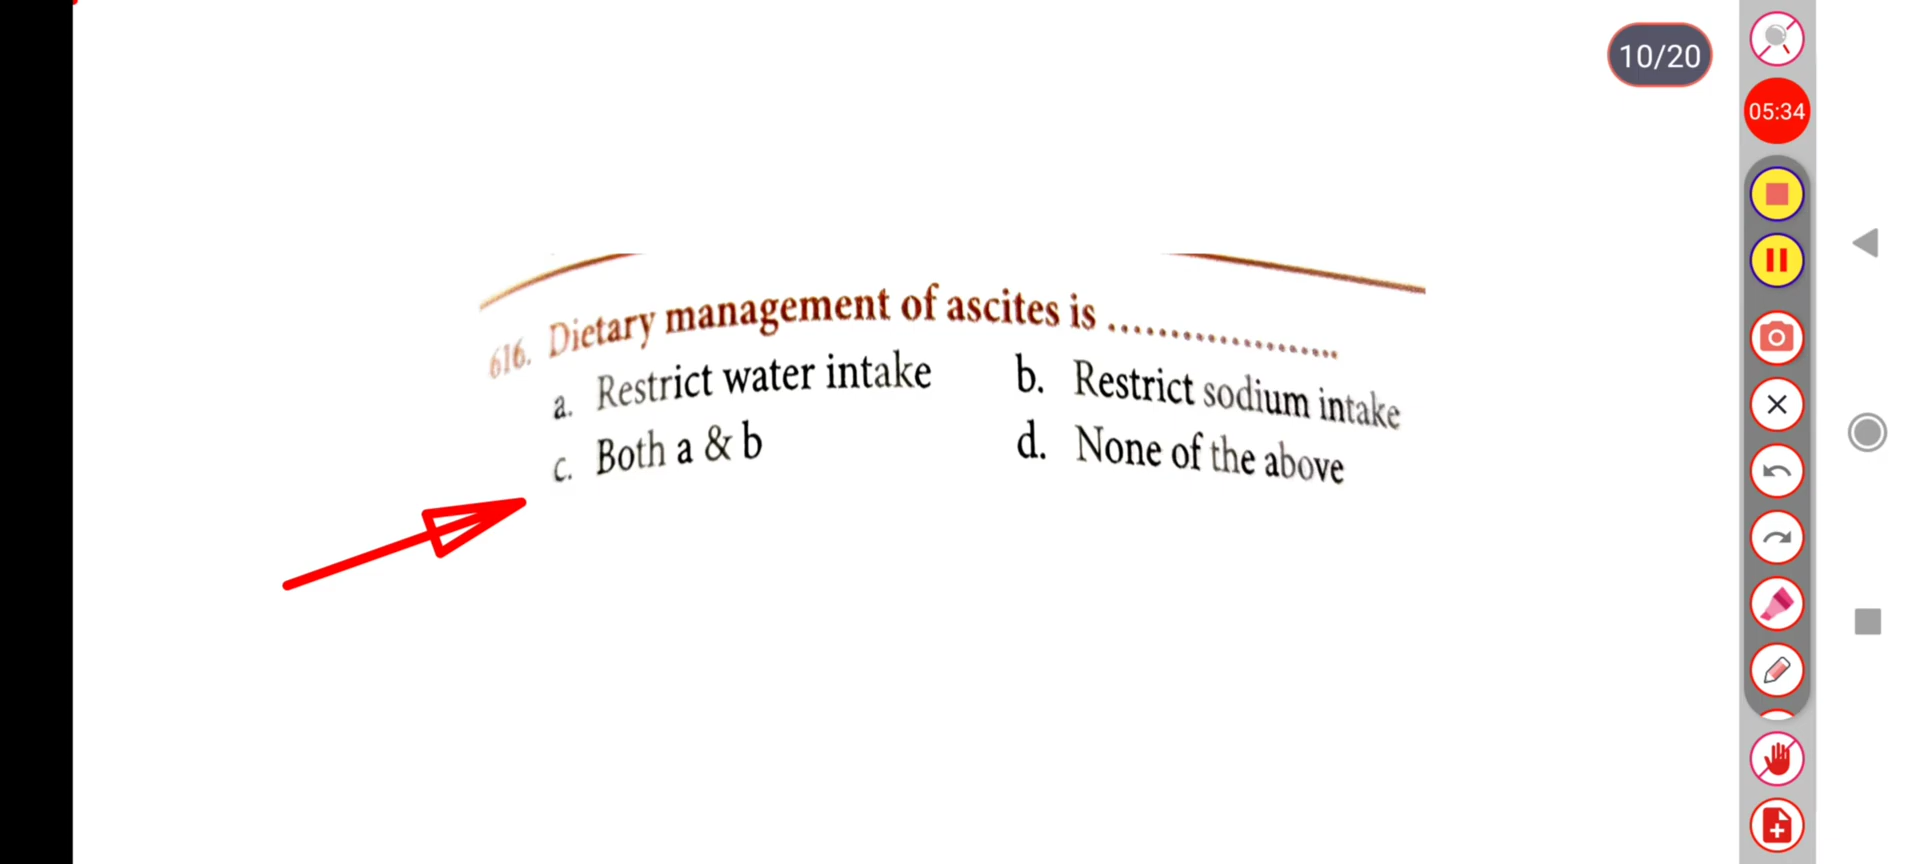 10/20
05:34
616. Dietary management of ascites is ....................
a. Restrict water intake b. Restrict sodium intake
c. Both a & b d. None of the above